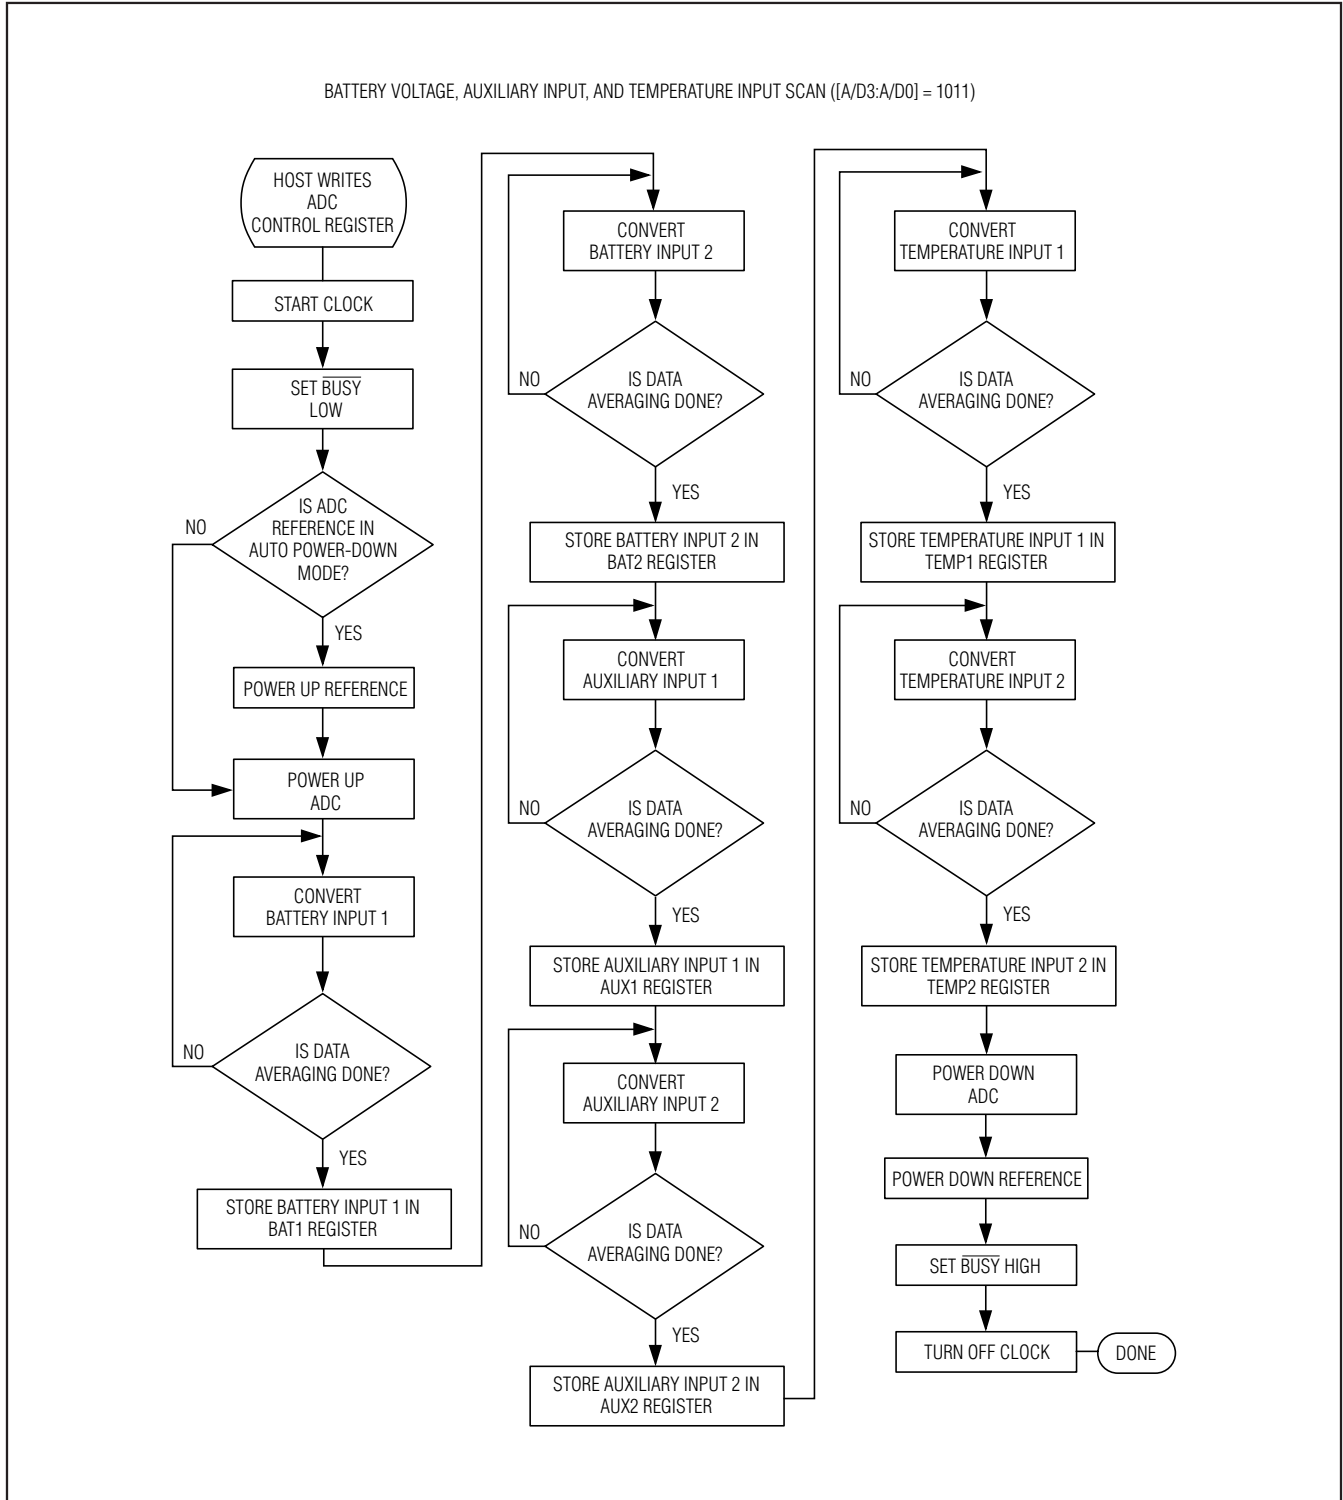 BATTERY VOLTAGE, AUXILIARY INPUT, AND TEMPERATURE INPUT SCAN ([A/D3:A/D0] = 1011)
HOST WRITES
ADC
CONTROL REGISTER
START CLOCK
SET B̅U̅S̅Y̅
LOW
IS ADC
REFERENCE IN
AUTO POWER-DOWN
MODE?
NO
YES
POWER UP REFERENCE
POWER UP
ADC
CONVERT
BATTERY INPUT 1
IS DATA
AVERAGING DONE?
NO
YES
STORE BATTERY INPUT 1 IN
BAT1 REGISTER
CONVERT
BATTERY INPUT 2
IS DATA
AVERAGING DONE?
NO
YES
STORE BATTERY INPUT 2 IN
BAT2 REGISTER
CONVERT
AUXILIARY INPUT 1
IS DATA
AVERAGING DONE?
NO
YES
STORE AUXILIARY INPUT 1 IN
AUX1 REGISTER
CONVERT
AUXILIARY INPUT 2
IS DATA
AVERAGING DONE?
NO
YES
STORE AUXILIARY INPUT 2 IN
AUX2 REGISTER
CONVERT
TEMPERATURE INPUT 1
IS DATA
AVERAGING DONE?
NO
YES
STORE TEMPERATURE INPUT 1 IN
TEMP1 REGISTER
CONVERT
TEMPERATURE INPUT 2
IS DATA
AVERAGING DONE?
NO
YES
STORE TEMPERATURE INPUT 2 IN
TEMP2 REGISTER
POWER DOWN
ADC
POWER DOWN REFERENCE
SET B̅U̅S̅Y̅ HIGH
TURN OFF CLOCK
DONE